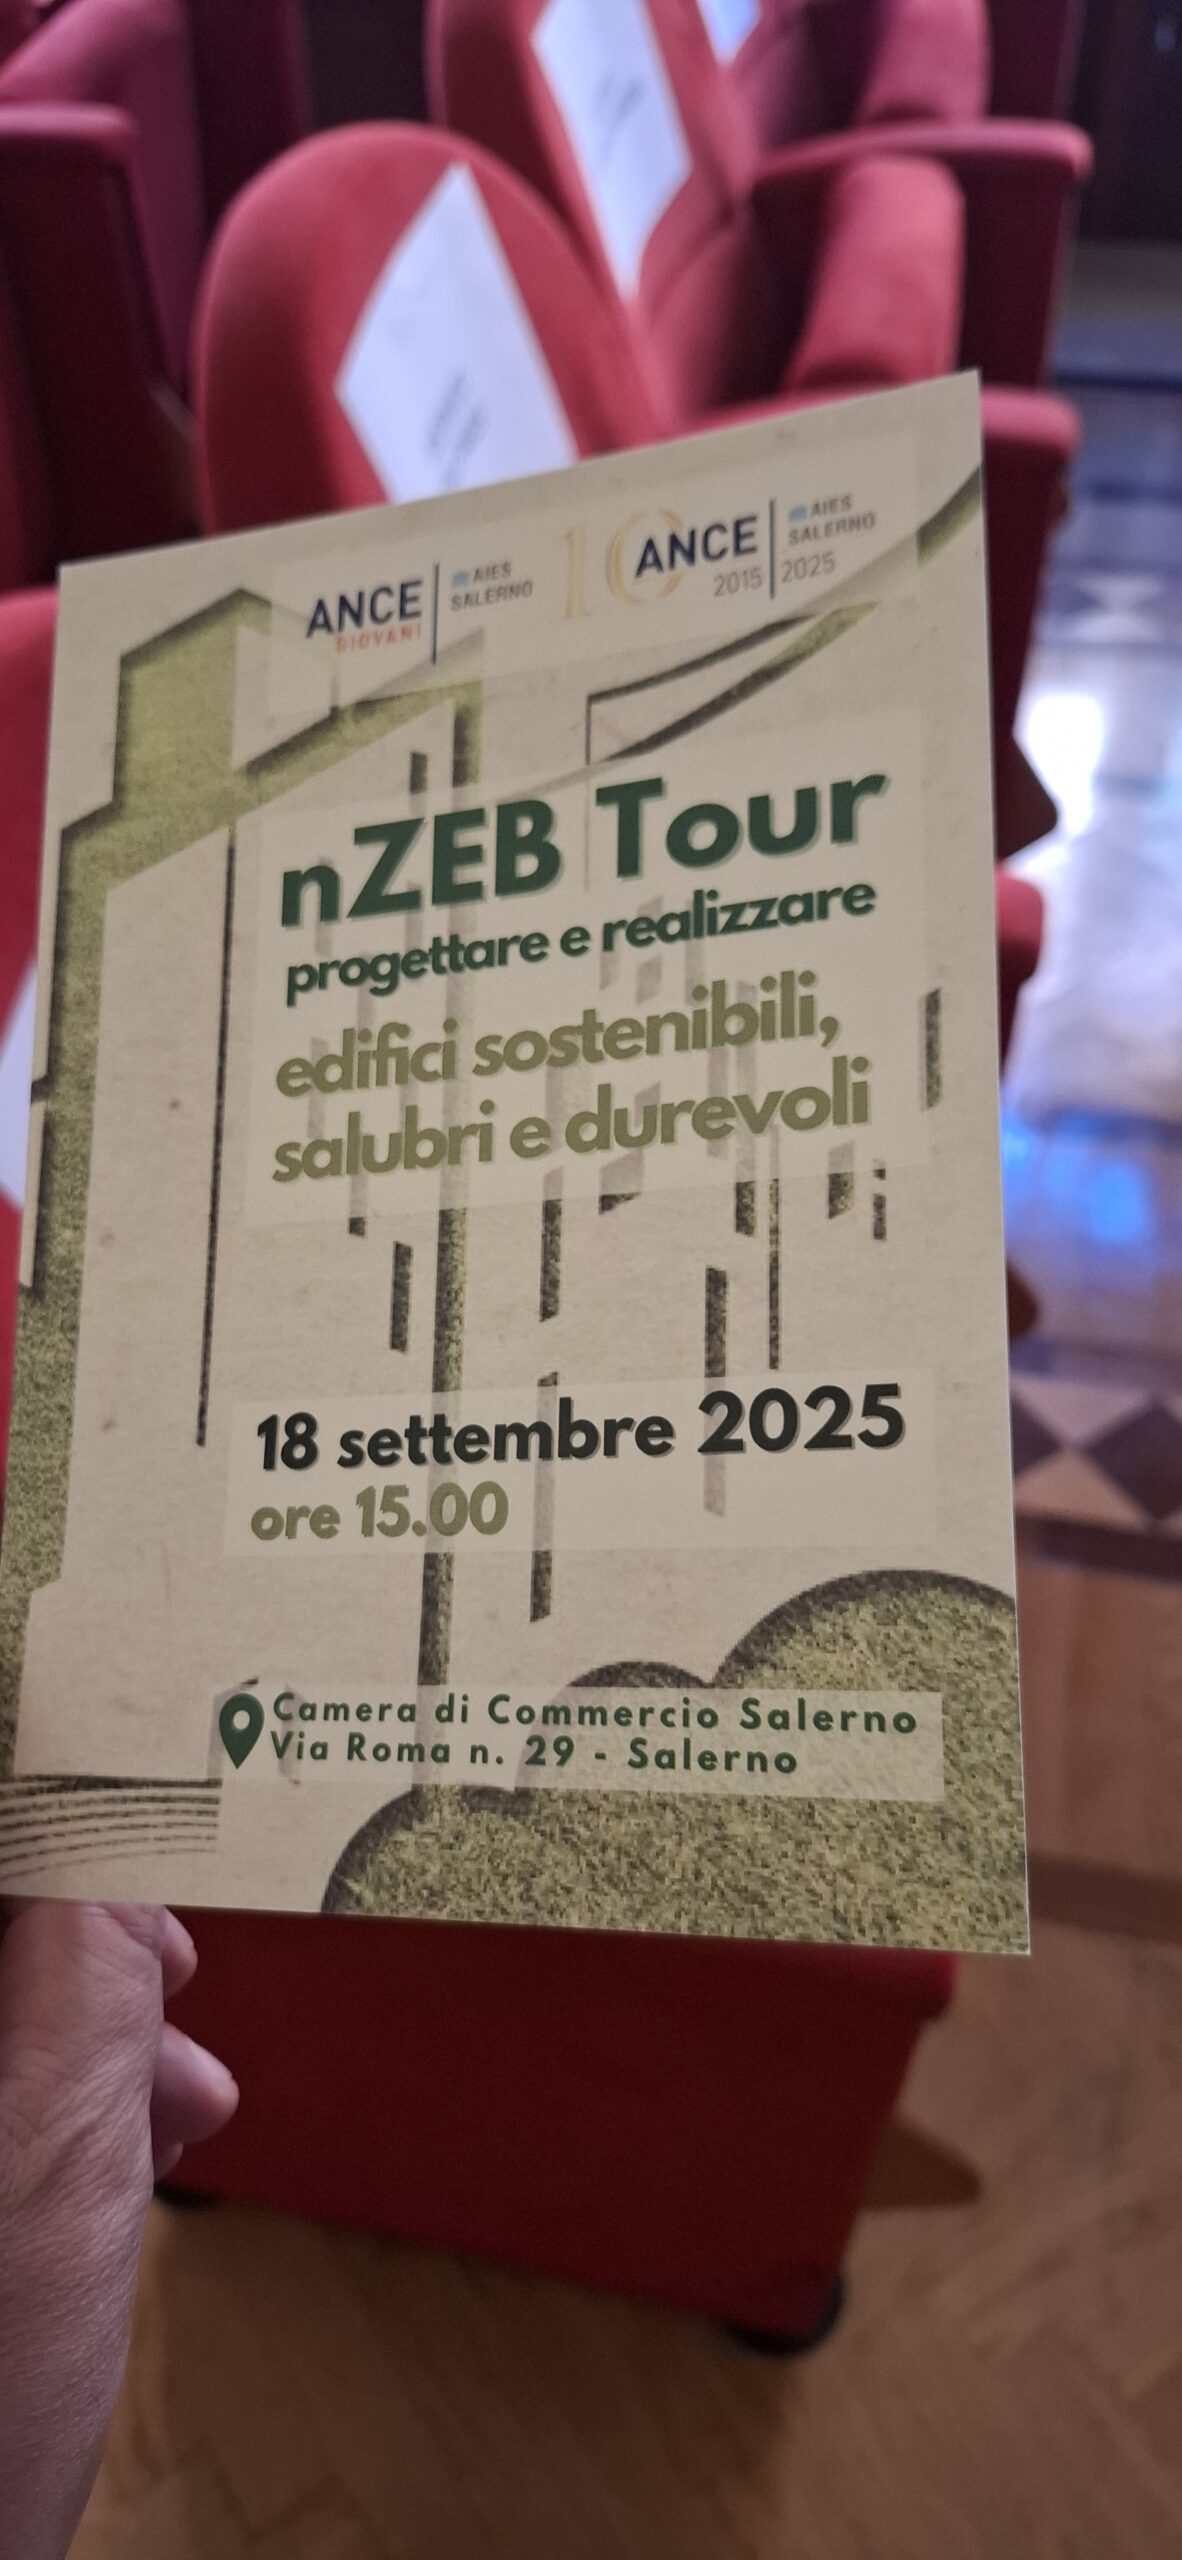 ANCE
GIOVANI
AIES
SALERNO
10
ANCE
2015
2025
AIES
SALERNO
nZEB Tour
progettare e realizzare
edifici sostenibili,
salubri e durevoli
18 settembre 2025
ore 15.00
Camera di Commercio Salerno
Via Roma n. 29 - Salerno